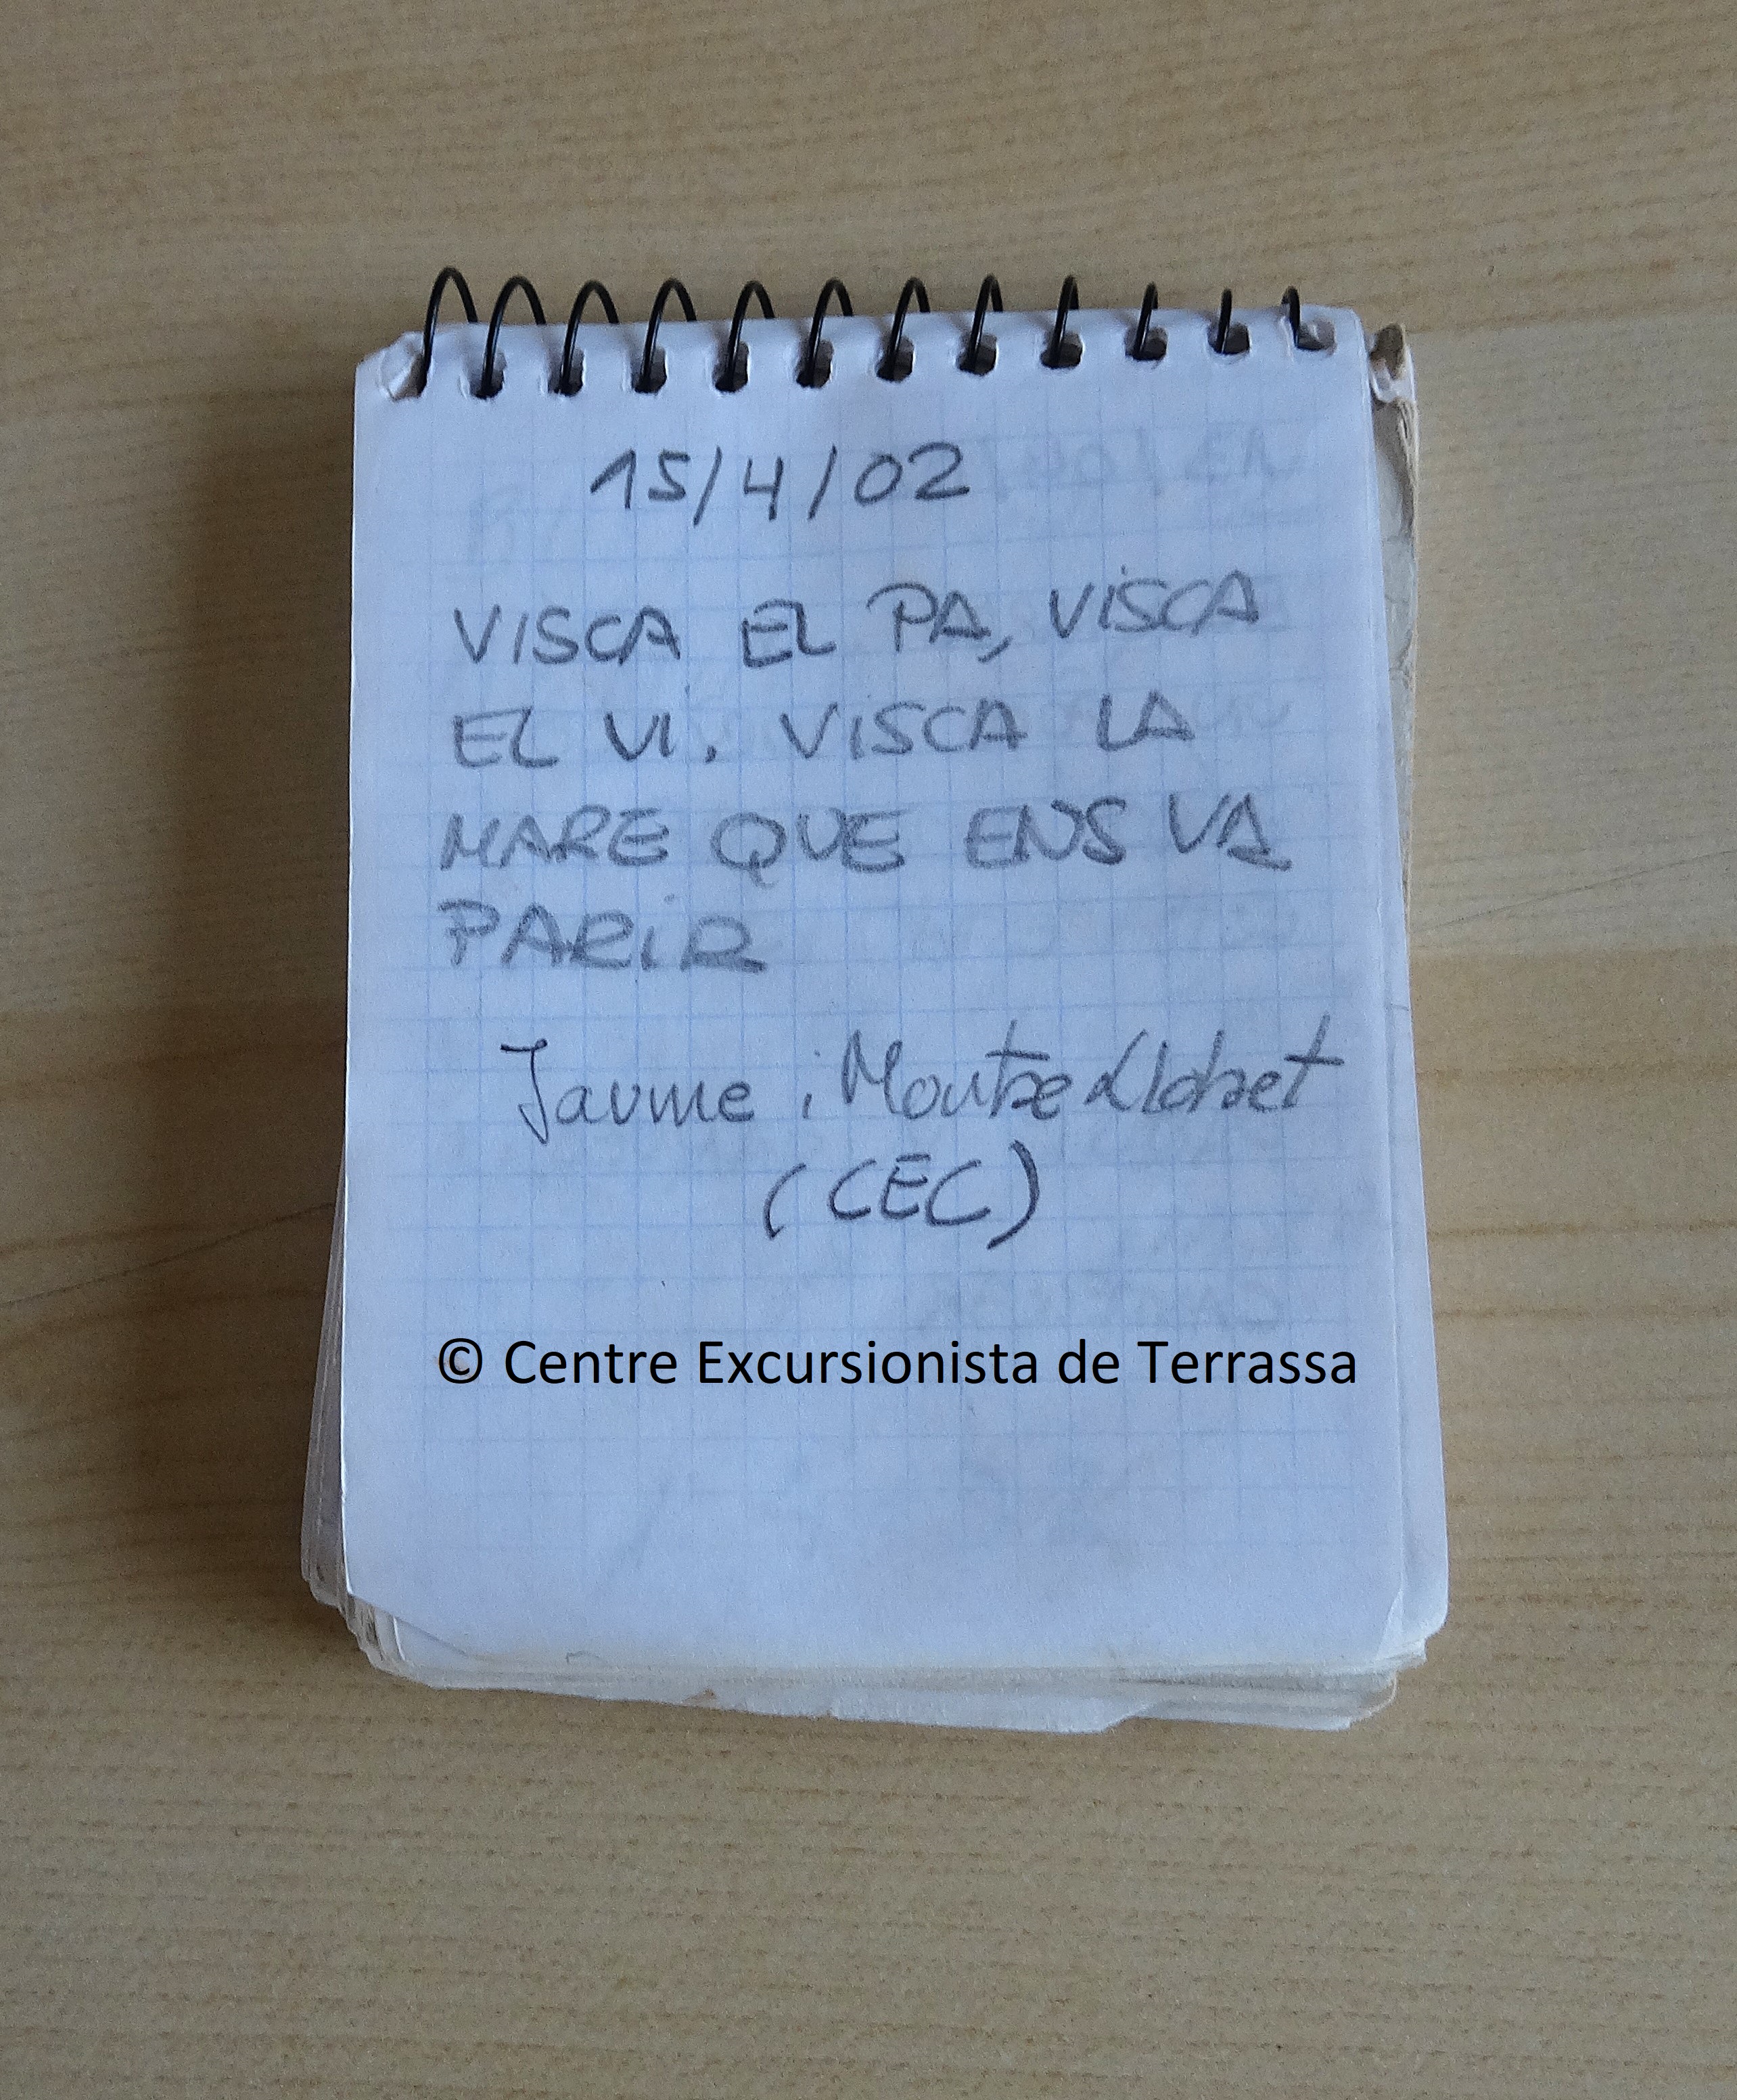 15/4/02
VISCA EL PA, VISCA
EL VI. VISCA LA
MARE QUE ENS VA
PARIR
Jaume i Montse Llobet
(CEC)
© Centre Excursionista de Terrassa